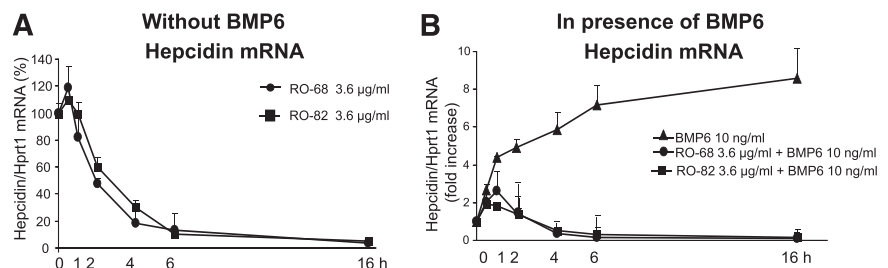 A
Without BMP6
Hepcidin mRNA
Hepcidin/Hprt1 mRNA (%)
140
120
100
80
60
40
20
0
RO-68 3.6 µg/ml
RO-82 3.6 µg/ml
0 1 2 4 6 16 h
B
In presence of BMP6
Hepcidin mRNA
Hepcidin/Hprt1 mRNA
(fold increase)
10
8
6
4
2
0
BMP6 10 ng/ml
RO-68 3.6 µg/ml + BMP6 10 ng/ml
RO-82 3.6 µg/ml + BMP6 10 ng/ml
0 1 2 4 6 16 h